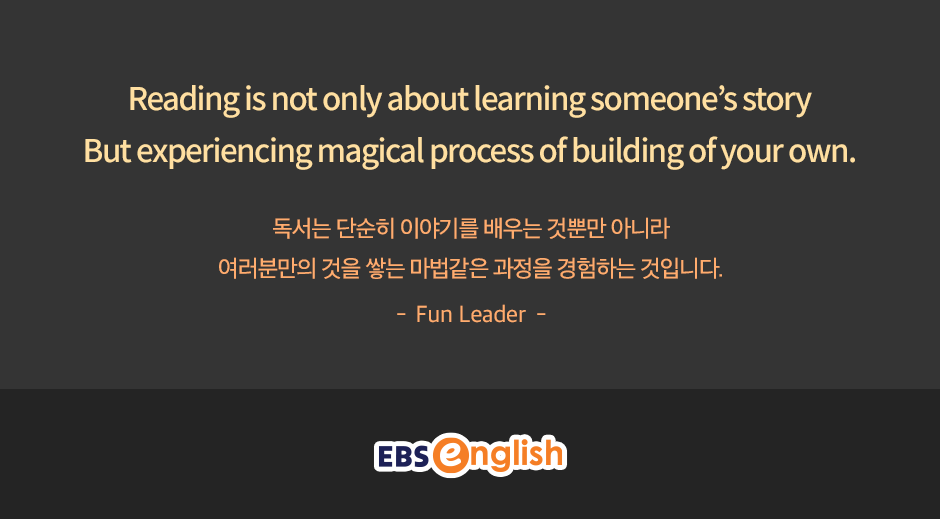 Reading is not only about learning someone’s story
But experiencing magical process of building of your own.
독서는 단순히 이야기를 배우는 것뿐만 아니라
여러분만의 것을 쌓는 마법같은 과정을 경험하는 것입니다.
- Fun Leader -
EBS english